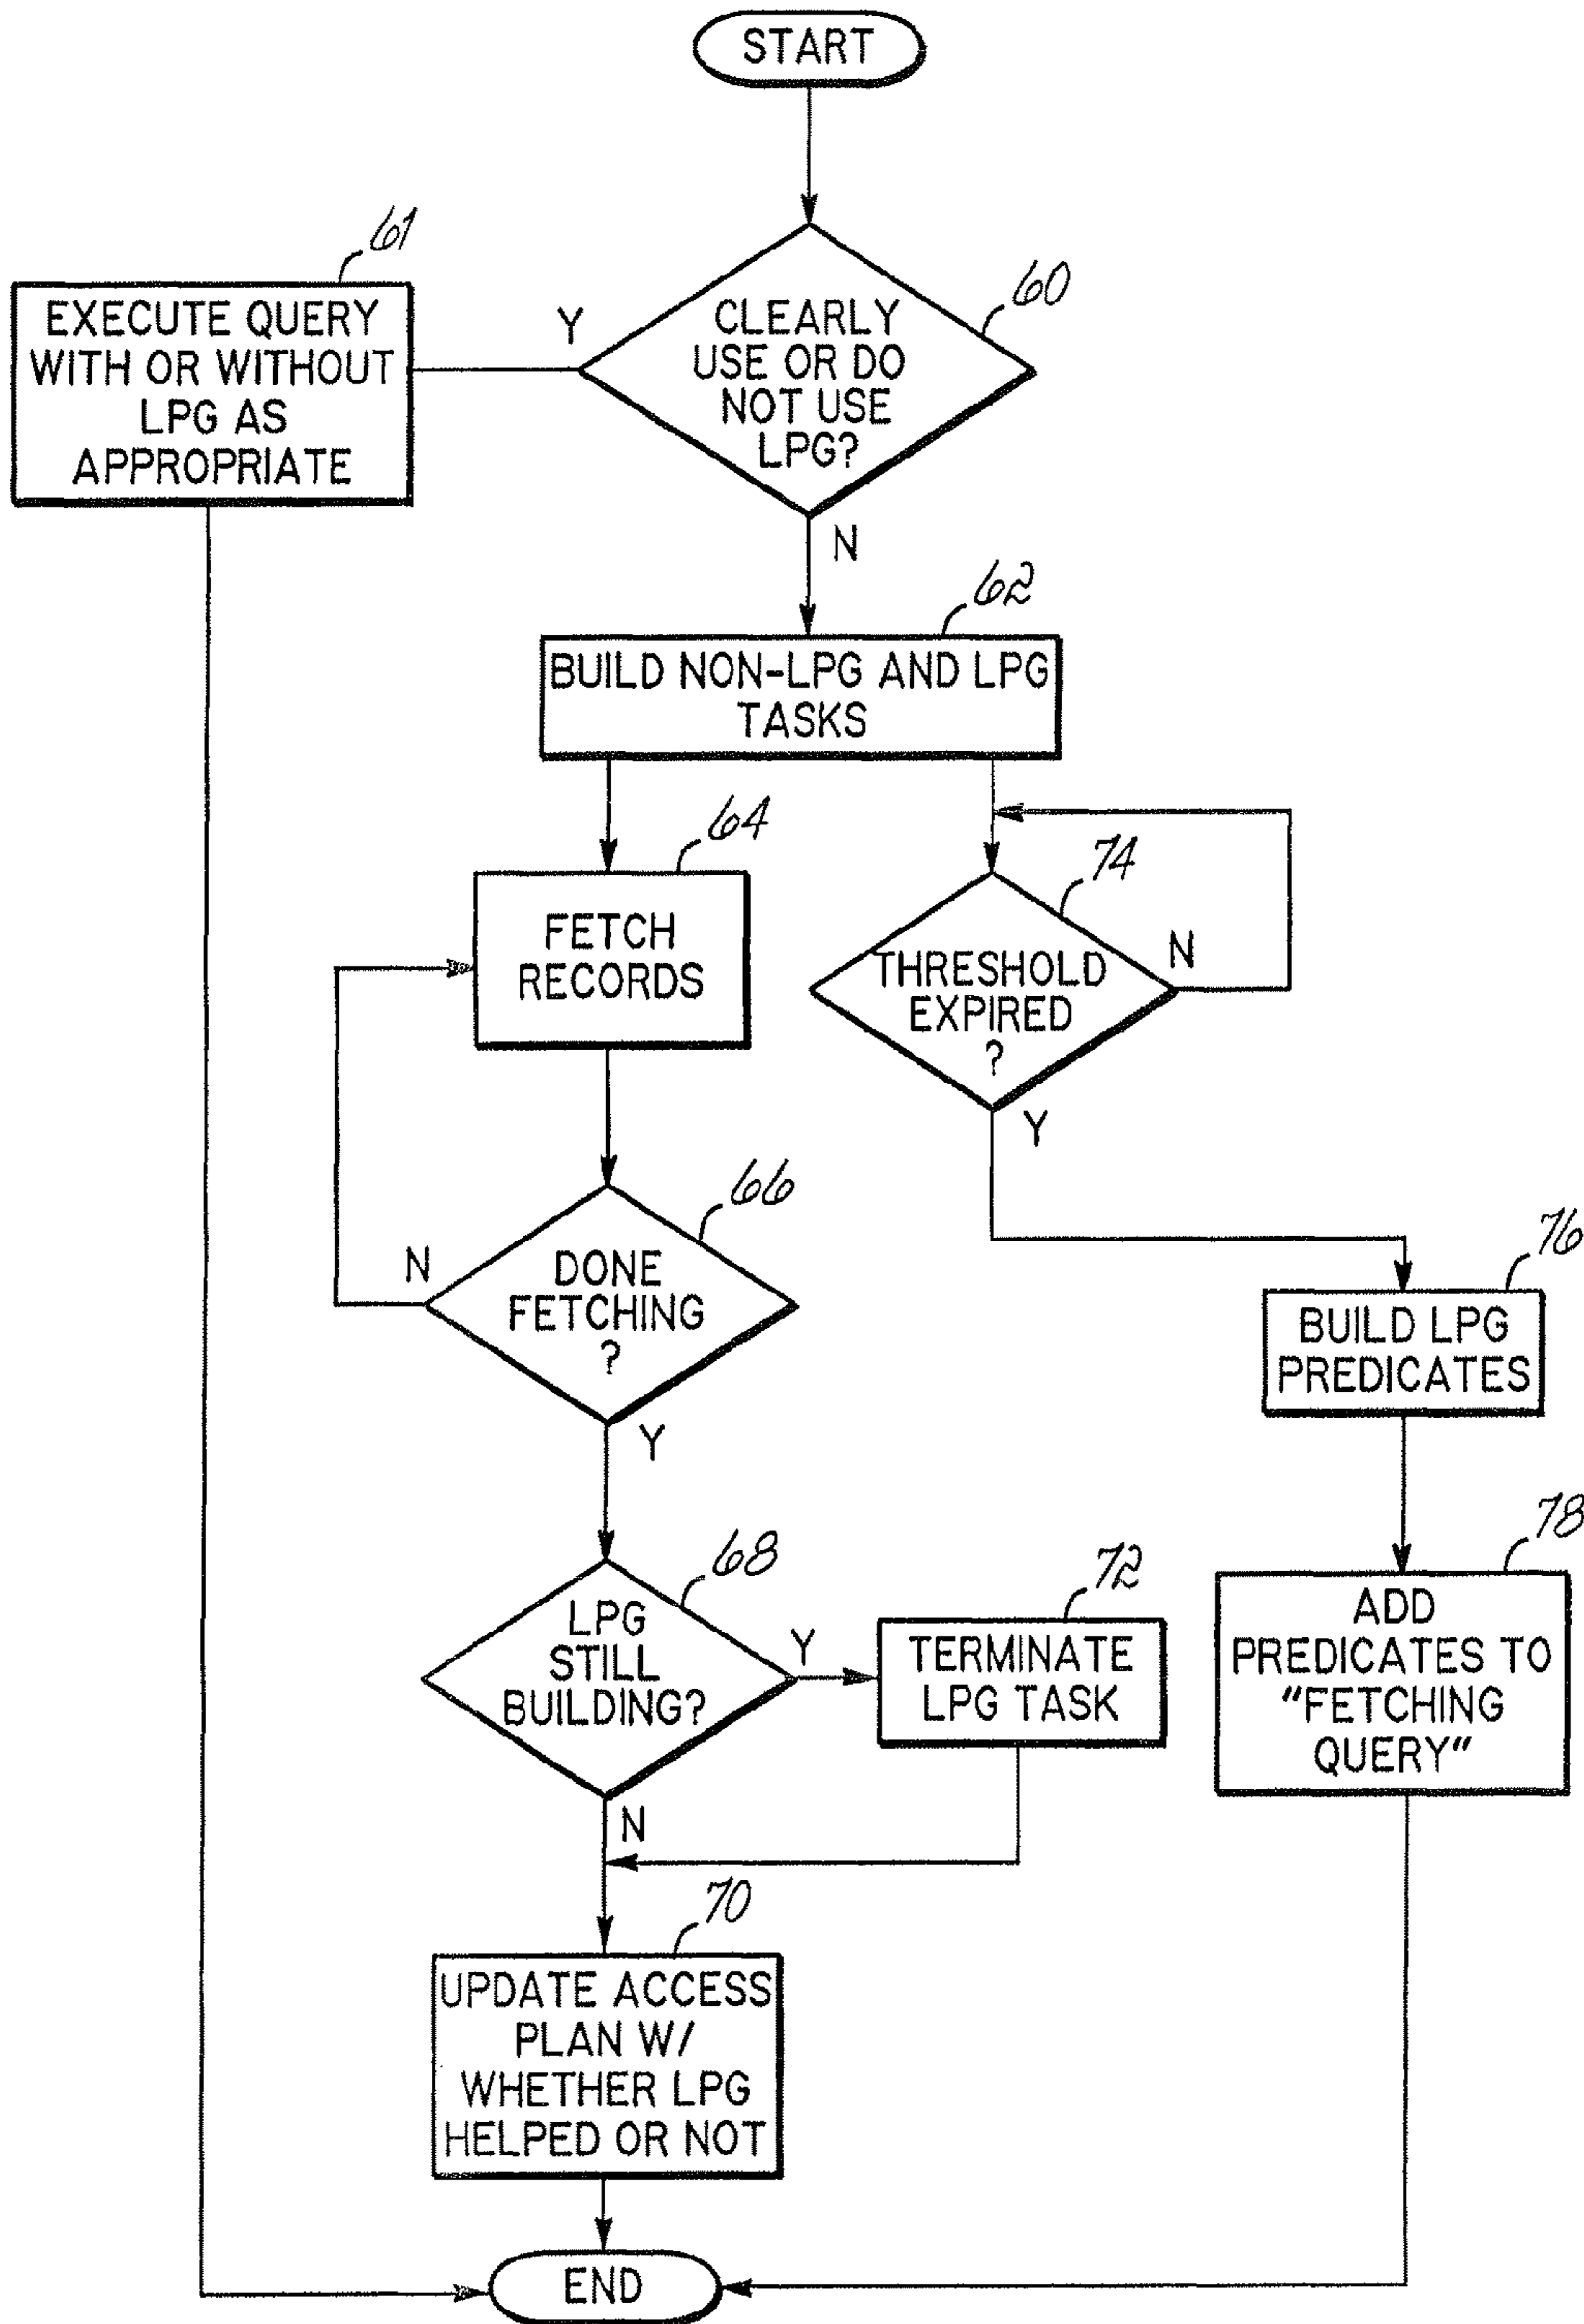 START
61
EXECUTE QUERY
WITH OR WITHOUT
LPG AS
APPROPRIATE
Y
60
CLEARLY
USE OR DO
NOT USE
LPG?
N
62
BUILD NON-LPG AND LPG
TASKS
64
FETCH
RECORDS
74
THRESHOLD
EXPIRED
?
N
Y
66
DONE
FETCHING
?
N
Y
76
BUILD LPG
PREDICATES
68
LPG
STILL
BUILDING?
Y
N
72
TERMINATE
LPG TASK
78
ADD
PREDICATES TO
"FETCHING
QUERY"
70
UPDATE ACCESS
PLAN W/
WHETHER LPG
HELPED OR NOT
END